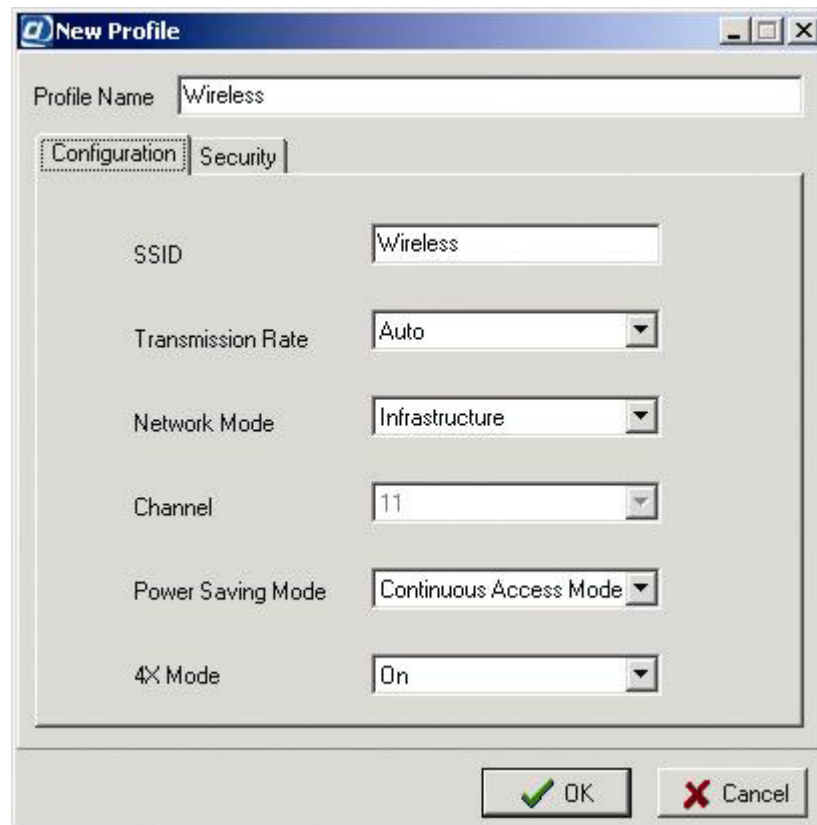 New Profile
Profile Name Wireless
Configuration Security
SSID Wireless
Transmission Rate Auto
Network Mode Infrastructure
Channel 11
Power Saving Mode Continuous Access Mode
4X Mode On
OK Cancel